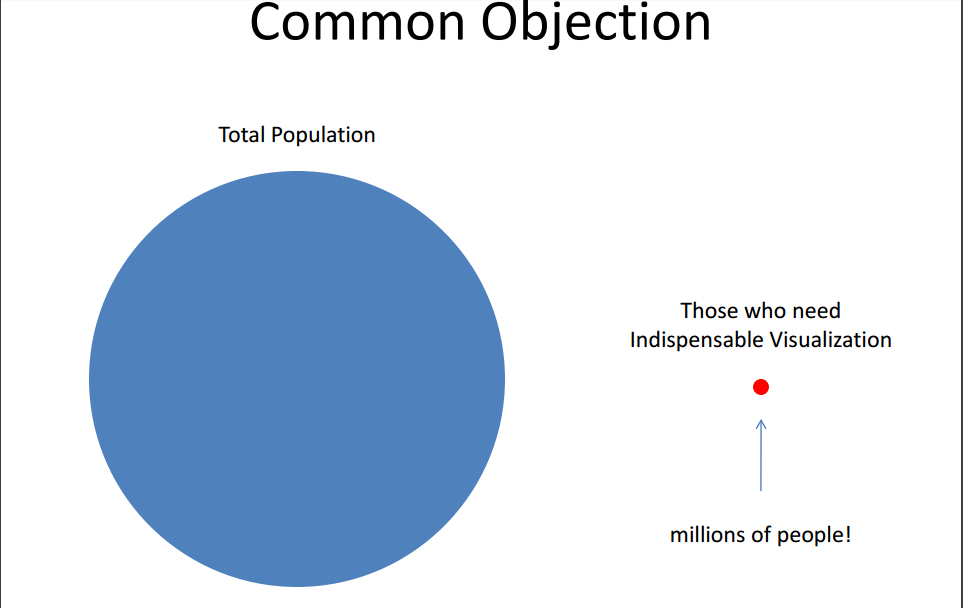 Common Objection
Total Population
Those who need
Indispensable Visualization
millions of people!